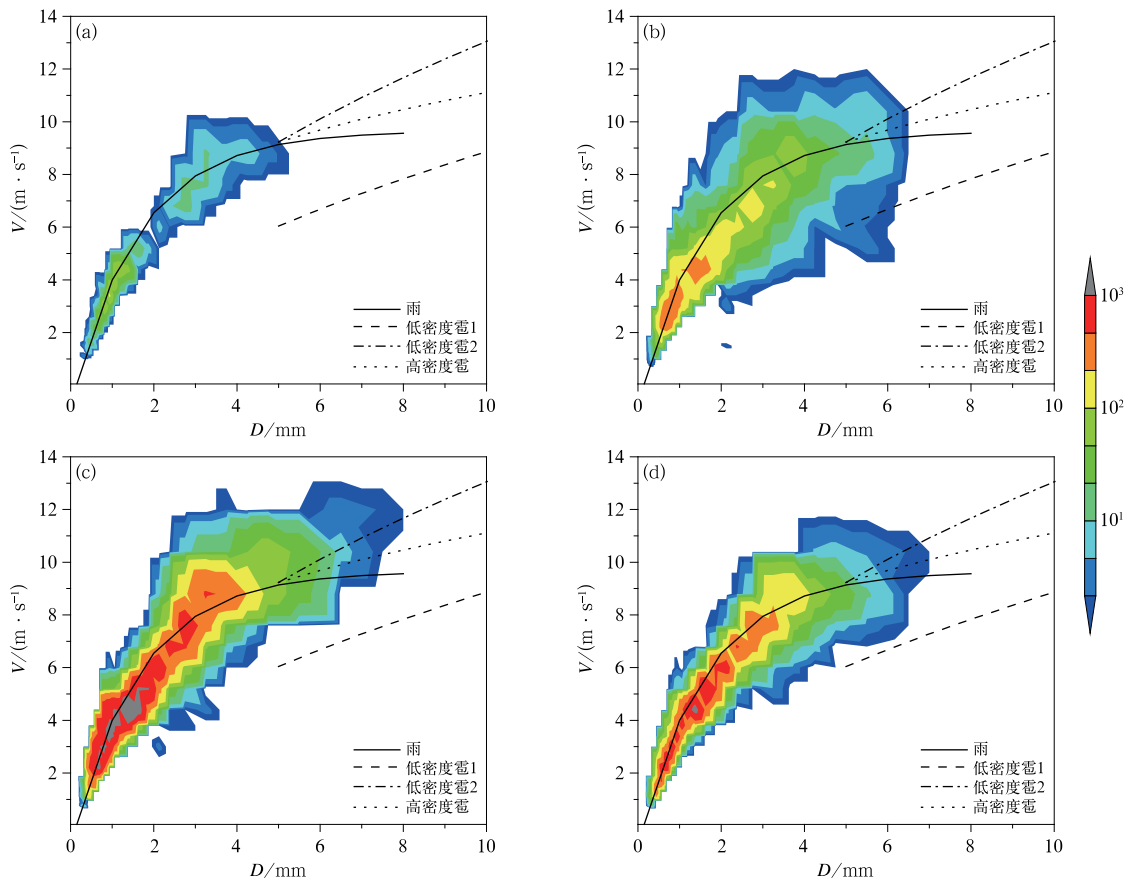 (a)
14
12
10
8
6
4
2
0 2 4 6 8 10
V/(m · s⁻¹)
D/mm
雨
低密度雹1
低密度雹2
高密度雹
(b)
14
12
10
8
6
4
2
0 2 4 6 8 10
V/(m · s⁻¹)
D/mm
雨
低密度雹1
低密度雹2
高密度雹
(c)
14
12
10
8
6
4
2
0 2 4 6 8 10
V/(m · s⁻¹)
D/mm
雨
低密度雹1
低密度雹2
高密度雹
(d)
14
12
10
8
6
4
2
0 2 4 6 8 10
V/(m · s⁻¹)
D/mm
雨
低密度雹1
低密度雹2
高密度雹
10³
10²
10¹